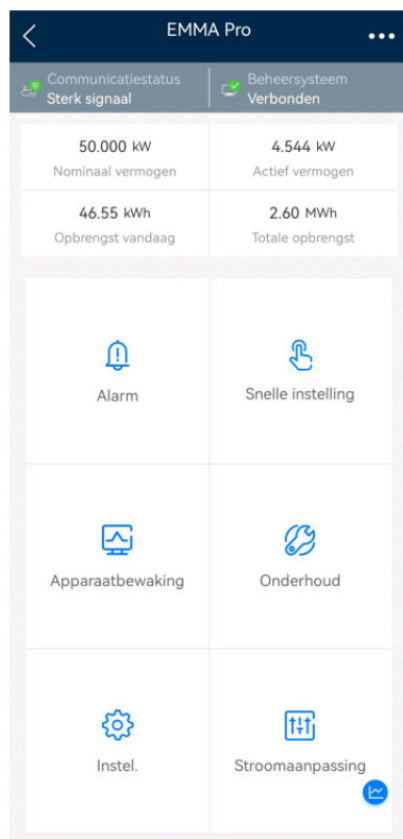 EMMA Pro
Communicatiestatus
Sterk signaal
Beheersysteem
Verbonden
50.000 kW
Nominaal vermogen
4.544 kW
Actief vermogen
46.55 kWh
Opbrengst vandaag
2.60 MWh
Totale opbrengst
Alarm
Snelle instelling
Apparaatbewaking
Onderhoud
Instel.
Stroomaanpassing